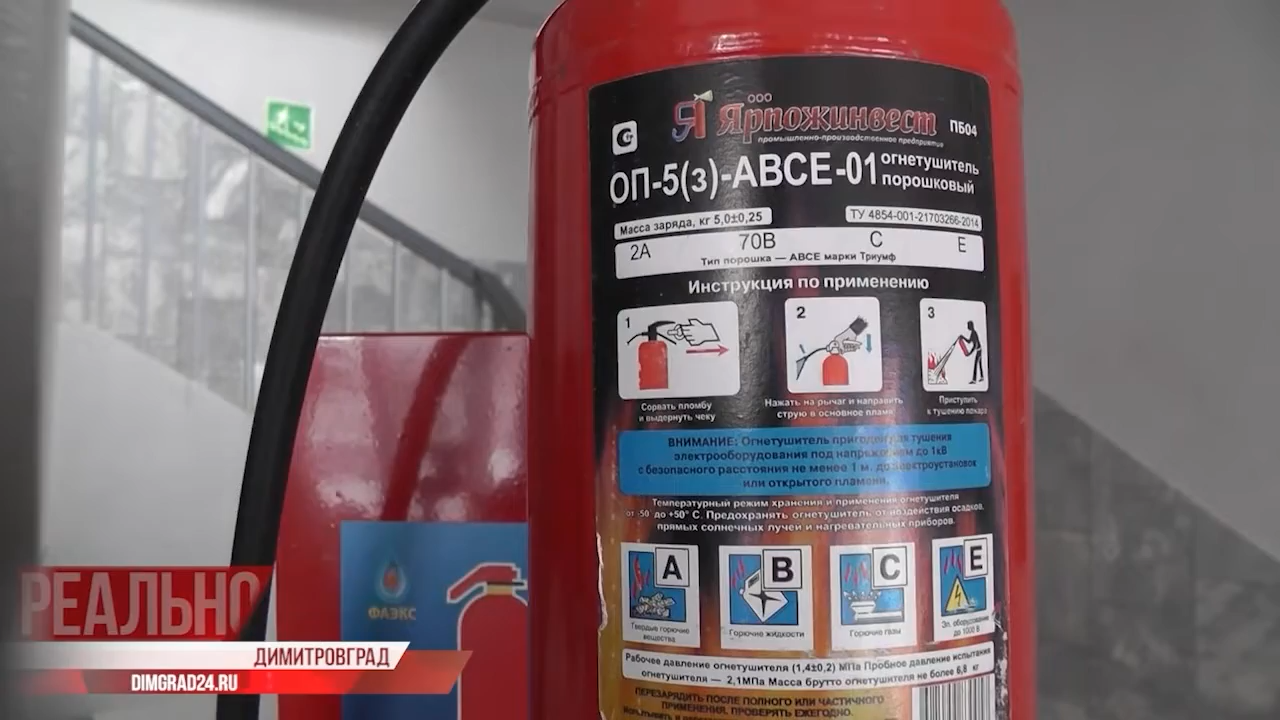 ООО
Ярпожинвест
промышленно-производственное предприятие
ПБ04
ОП-5(з)-АВСЕ-01 огнетушитель
порошковый
Масса заряда, кг 5,0±0,25
ТУ 4854-001-21703266-2014
2А 70В С Е
Тип порошка — АВСЕ марки Триумф
Инструкция по применению
1
2
3
Сорвать пломбу
и выдернуть чеку
Нажать на рычаг и направить
струю в основное пламя
Приступить
к тушению пожара
ВНИМАНИЕ: Огнетушитель пригоден для тушения
электрооборудования под напряжением до 1кВ
с безопасного расстояния не менее 1 м. до электроустановок
или открытого пламени.
Температурный режим хранения и применения огнетушителя
от -50 до +50° С. Предохранять огнетушитель от воздействия осадков,
прямых солнечных лучей и нагревательных приборов.
A
B
C
E
Твердые горючие
вещества
Горючие жидкости
Горючие газы
Эл. оборудование
до 1000 В
Рабочее давление огнетушителя (1,4±0,2) МПа Пробное давление испытания
огнетушителя — 2,1МПа Масса брутто огнетушителя не более 6,8 кг
ПЕРЕЗАРЯДИТЬ ПОСЛЕ ПОЛНОГО ИЛИ ЧАСТИЧНОГО
ПРИМЕНЕНИЯ. ПРОВЕРЯТЬ ЕЖЕГОДНО.
ФАЭКС
РЕАЛЬНО
ДИМИТРОВГРАД
DIMGRAD24.RU